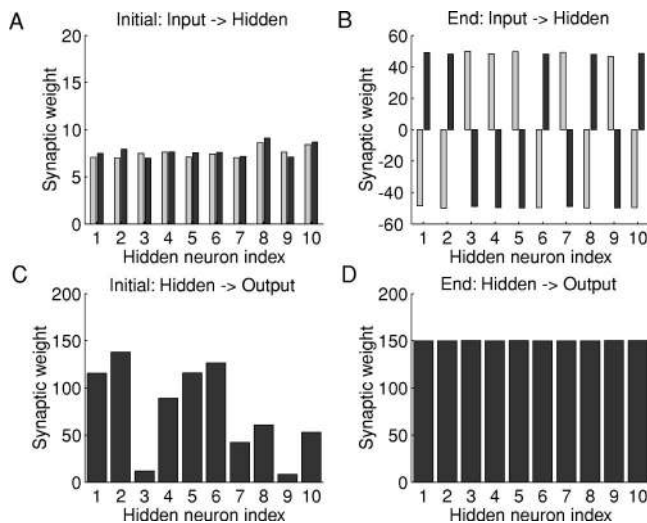 A
Initial: Input -> Hidden
Synaptic weight
20
15
10
5
0
1 2 3 4 5 6 7 8 9 10
Hidden neuron index
B
End: Input -> Hidden
Synaptic weight
60
40
20
0
-20
-40
-60
1 2 3 4 5 6 7 8 9 10
Hidden neuron index
C
Initial: Hidden -> Output
Synaptic weight
200
150
100
50
0
1 2 3 4 5 6 7 8 9 10
Hidden neuron index
D
End: Hidden -> Output
Synaptic weight
200
150
100
50
0
1 2 3 4 5 6 7 8 9 10
Hidden neuron index